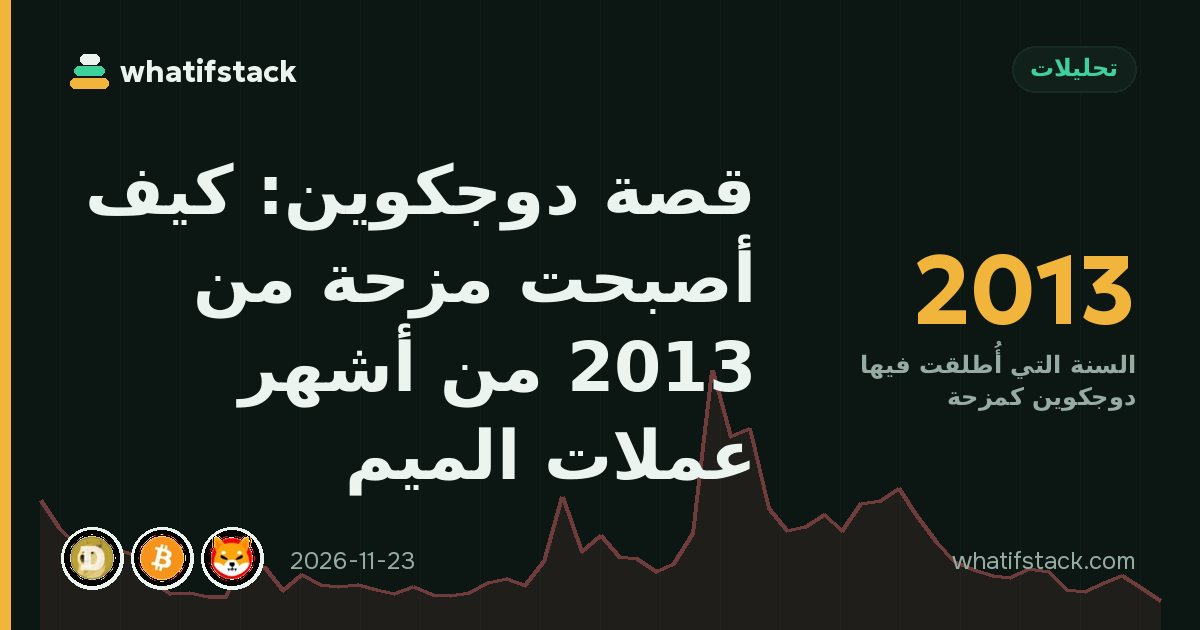 whatifstack
تحليلات
قصة دوجكوين: كيف
أصبحت مزحة من
2013 من أشهر
عملات الميم
2013
السنة التي أُطلقت فيها
دوجكوين كمزحة
2026-11-23
whatifstack.com